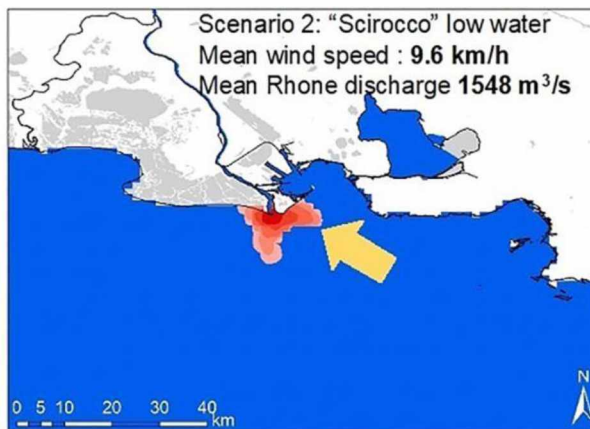 Scenario 2: “Scirocco” low water
Mean wind speed : 9.6 km/h
Mean Rhone discharge 1548 m³/s
N
0 5 10 20 30 40
km